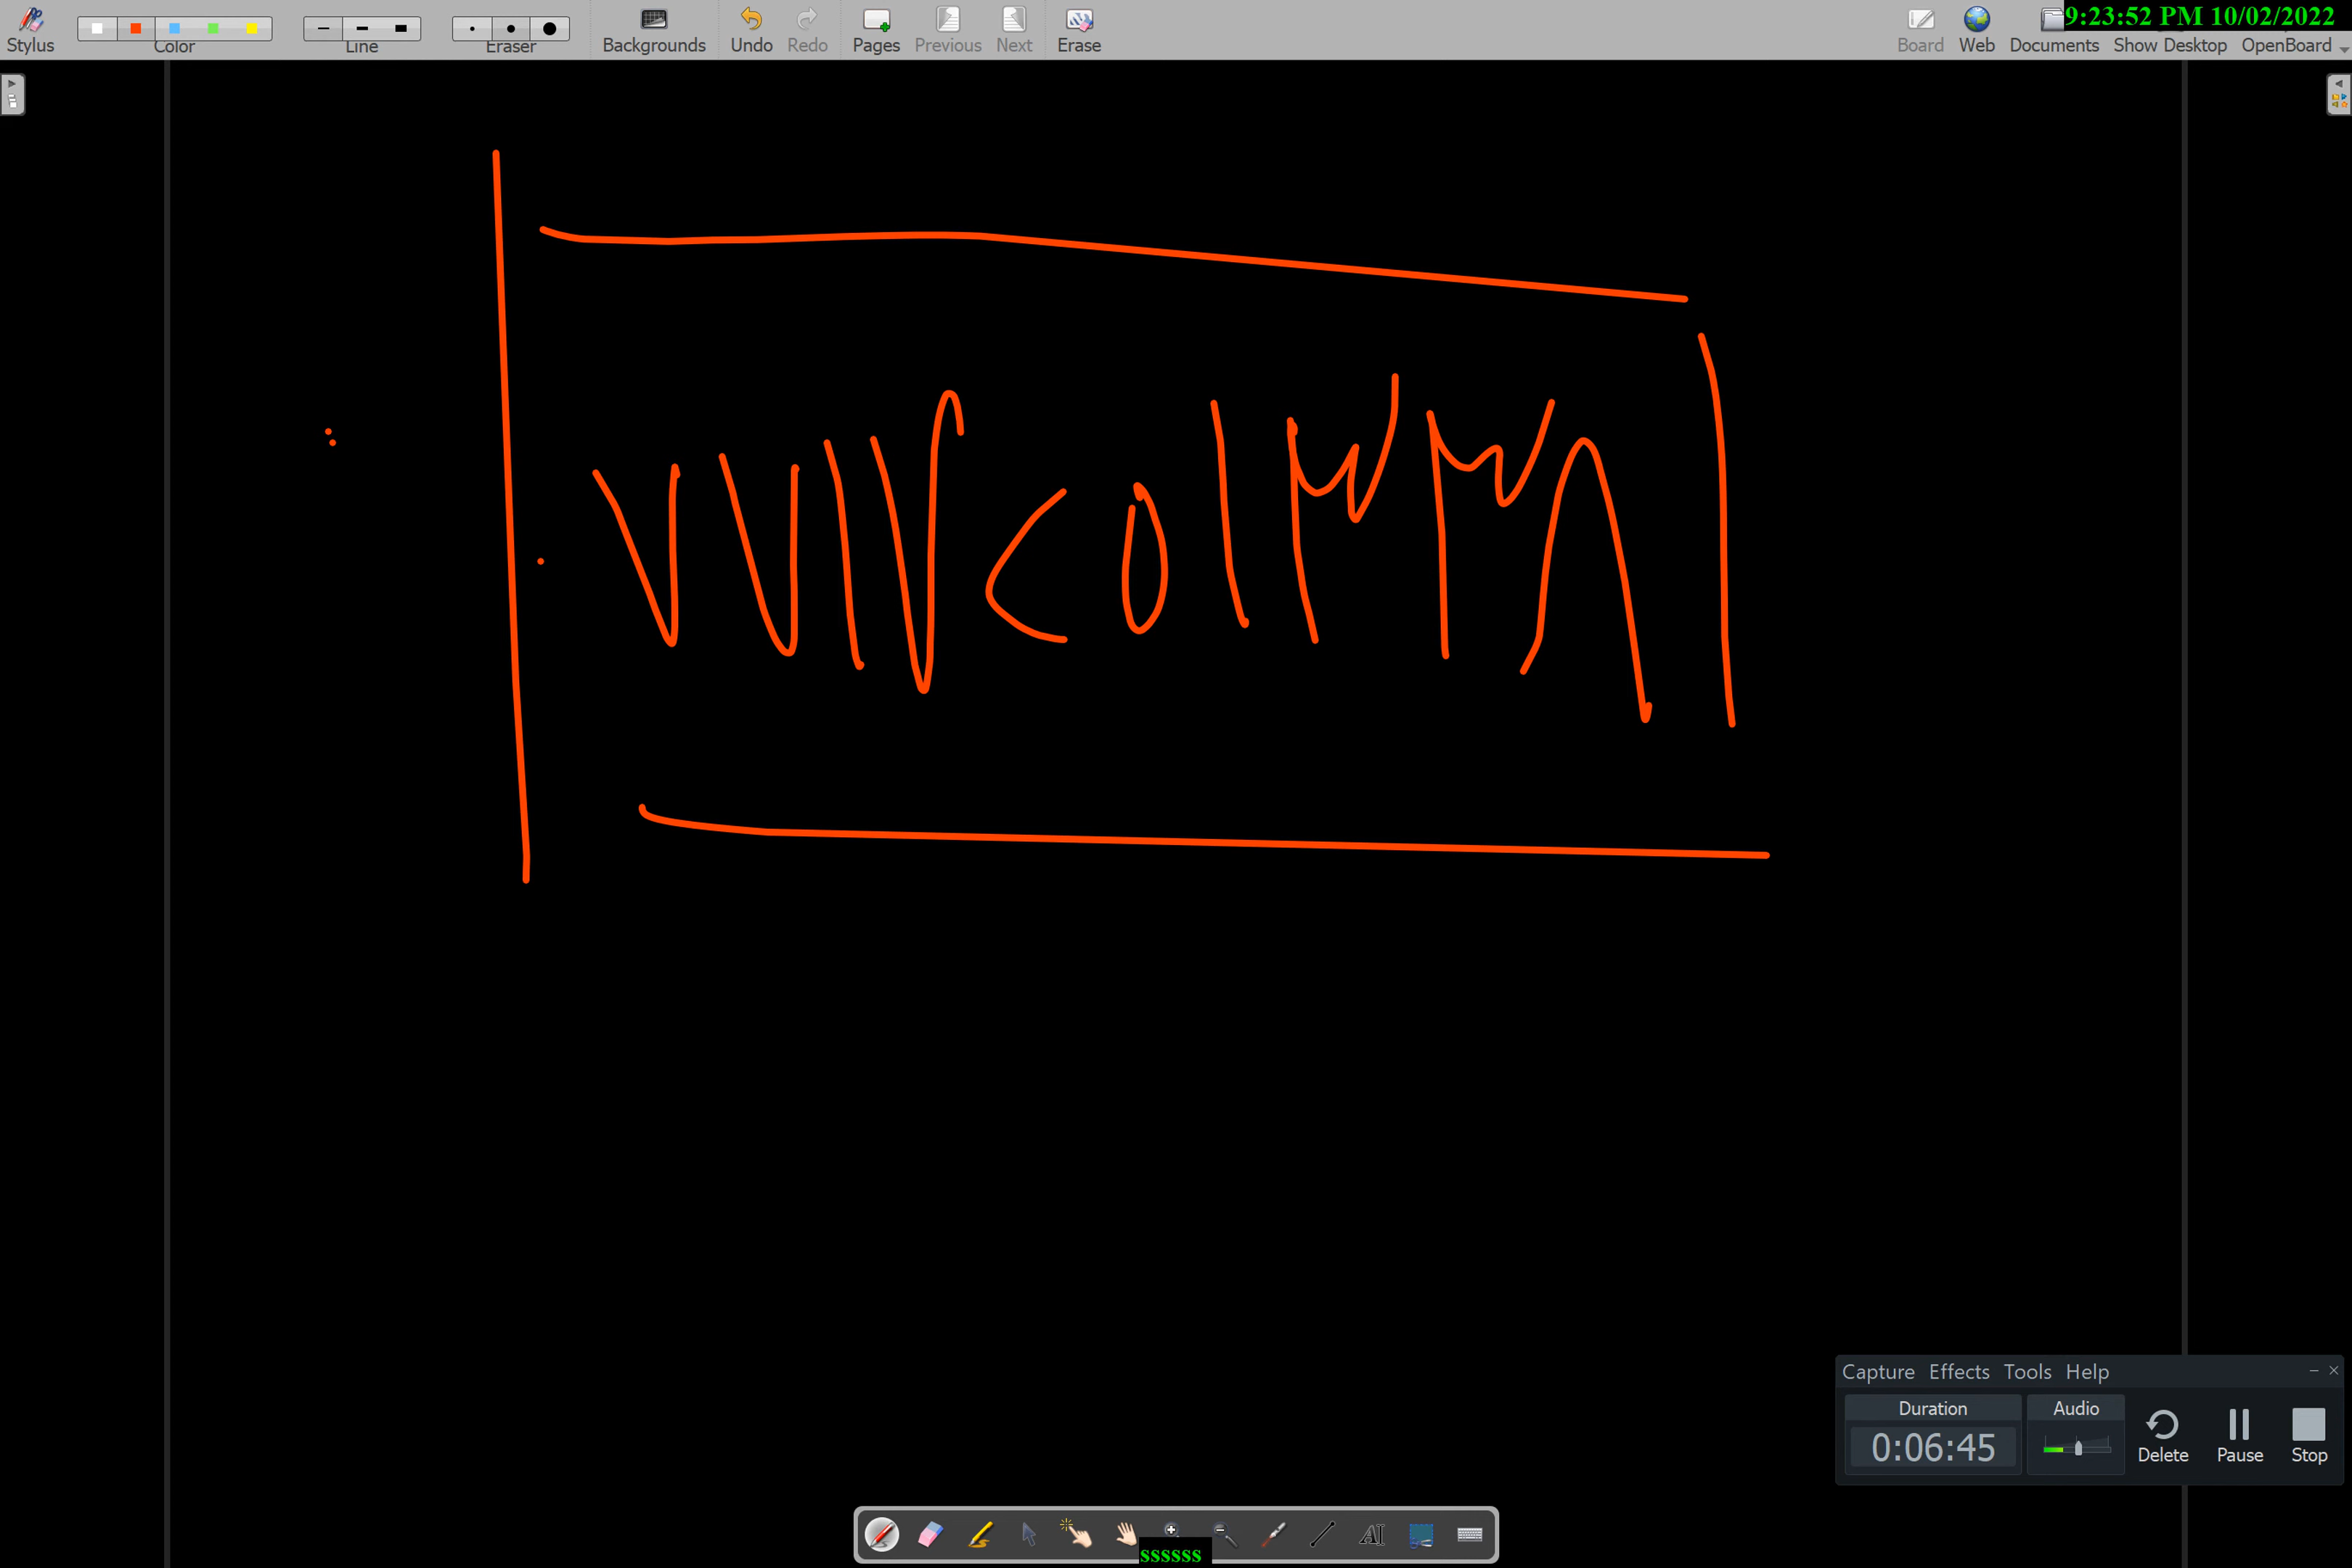 Stylus Color Line Eraser Backgrounds Undo Redo Pages Previous Next Erase Board Web Documents Show Desktop OpenBoard
9:23:52 PM 10/02/2022
Capture Effects Tools Help
Duration Audio
0:06:45
Delete Pause Stop
AI
ssssss